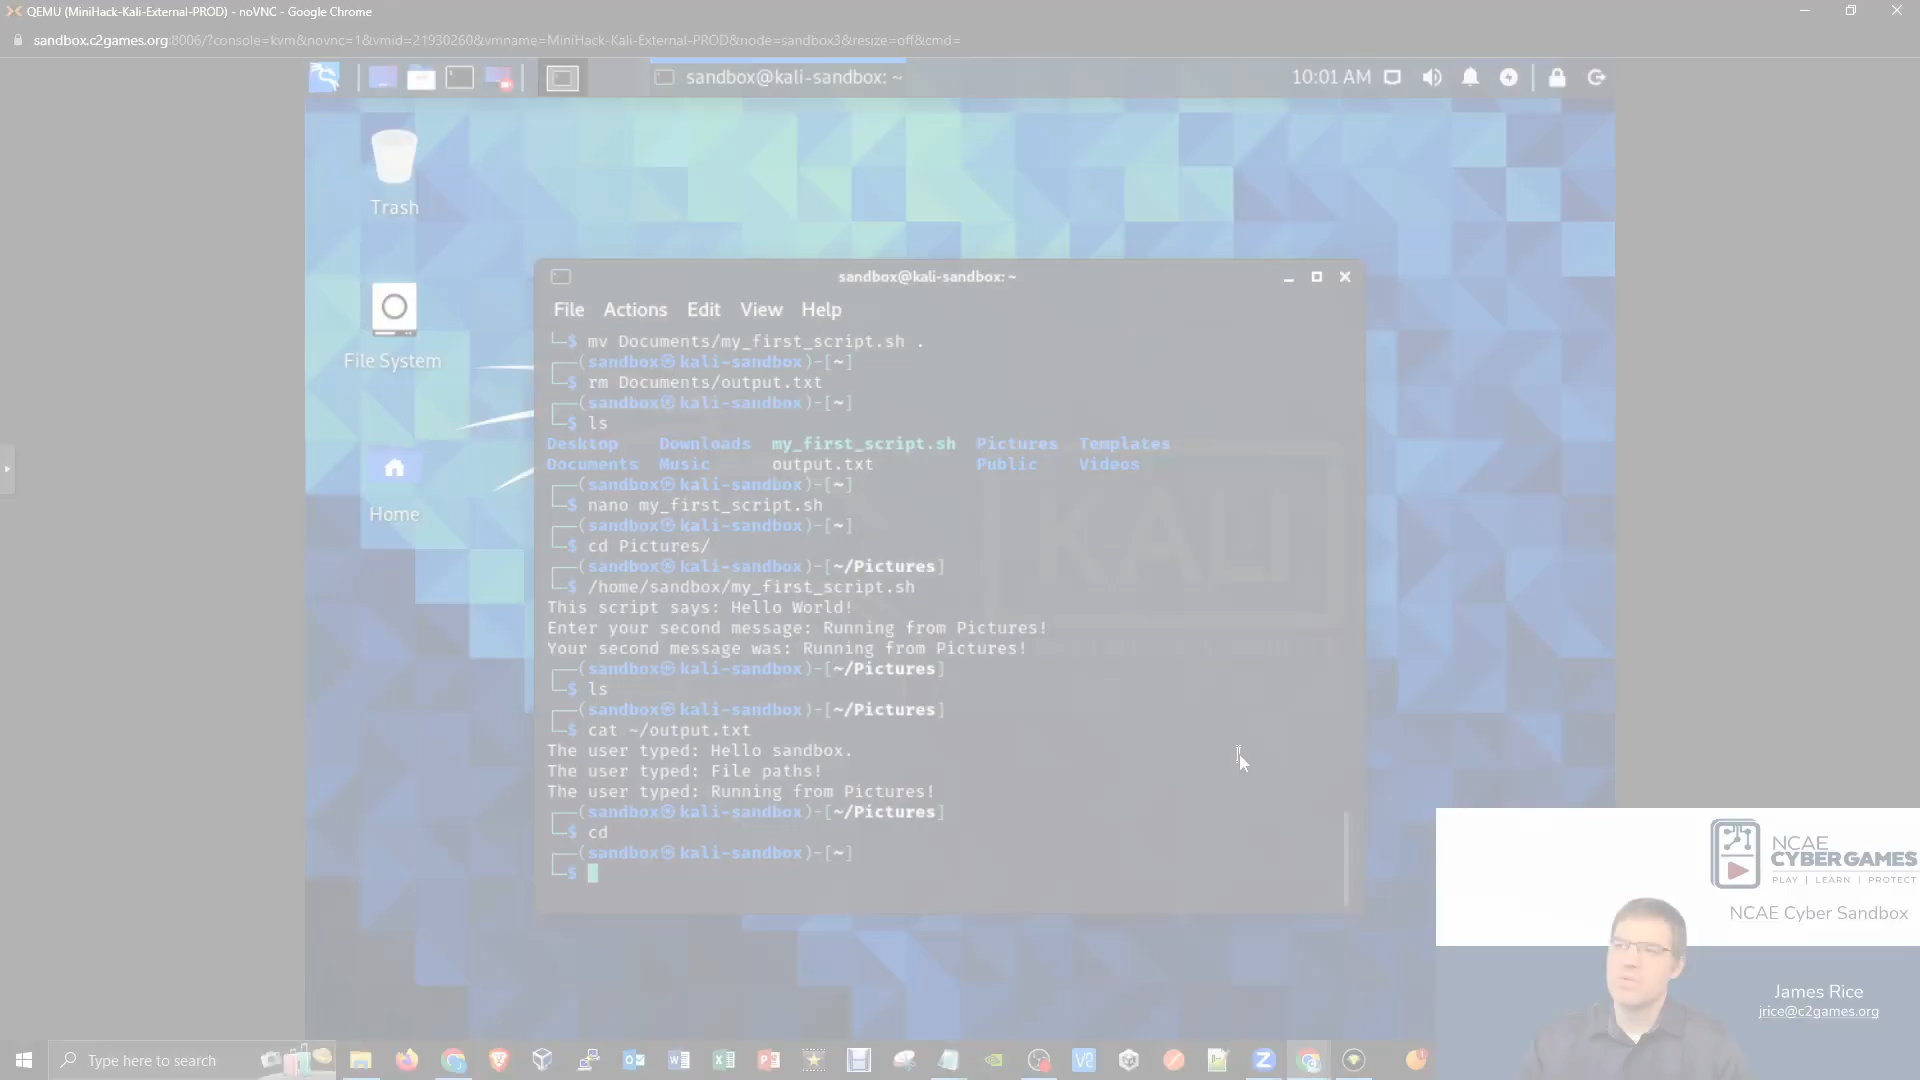 QEMU (MiniHack-Kali-External-PROD) - noVNC - Google Chrome
sandbox.c2games.org:8006/?console=kvm&novnc=1&vmid=21930260&vmname=MiniHack-Kali-External-PROD&node=sandbox3&resize=off&cmd=
sandbox@kali-sandbox: ~
10:01 AM
Trash
File System
Home
sandbox@kali-sandbox: ~
File Actions Edit View Help
└─$ mv Documents/my_first_script.sh .
┌──(sandbox㉿kali-sandbox)-[~]
└─$ rm Documents/output.txt
┌──(sandbox㉿kali-sandbox)-[~]
└─$ ls
Desktop Downloads my_first_script.sh Pictures Templates
Documents Music output.txt Public Videos
┌──(sandbox㉿kali-sandbox)-[~]
└─$ nano my_first_script.sh
┌──(sandbox㉿kali-sandbox)-[~]
└─$ cd Pictures/
┌──(sandbox㉿kali-sandbox)-[~/Pictures]
└─$ /home/sandbox/my_first_script.sh
This script says: Hello World!
Enter your second message: Running from Pictures!
Your second message was: Running from Pictures!
┌──(sandbox㉿kali-sandbox)-[~/Pictures]
└─$ ls
┌──(sandbox㉿kali-sandbox)-[~/Pictures]
└─$ cat ~/output.txt
The user typed: Hello sandbox.
The user typed: File paths!
The user typed: Running from Pictures!
┌──(sandbox㉿kali-sandbox)-[~/Pictures]
└─$ cd
┌──(sandbox㉿kali-sandbox)-[~]
└─$
KALI
NCAE
CYBERGAMES
PLAY | LEARN | PROTECT
NCAE Cyber Sandbox
James Rice
jrice@c2games.org
Type here to search